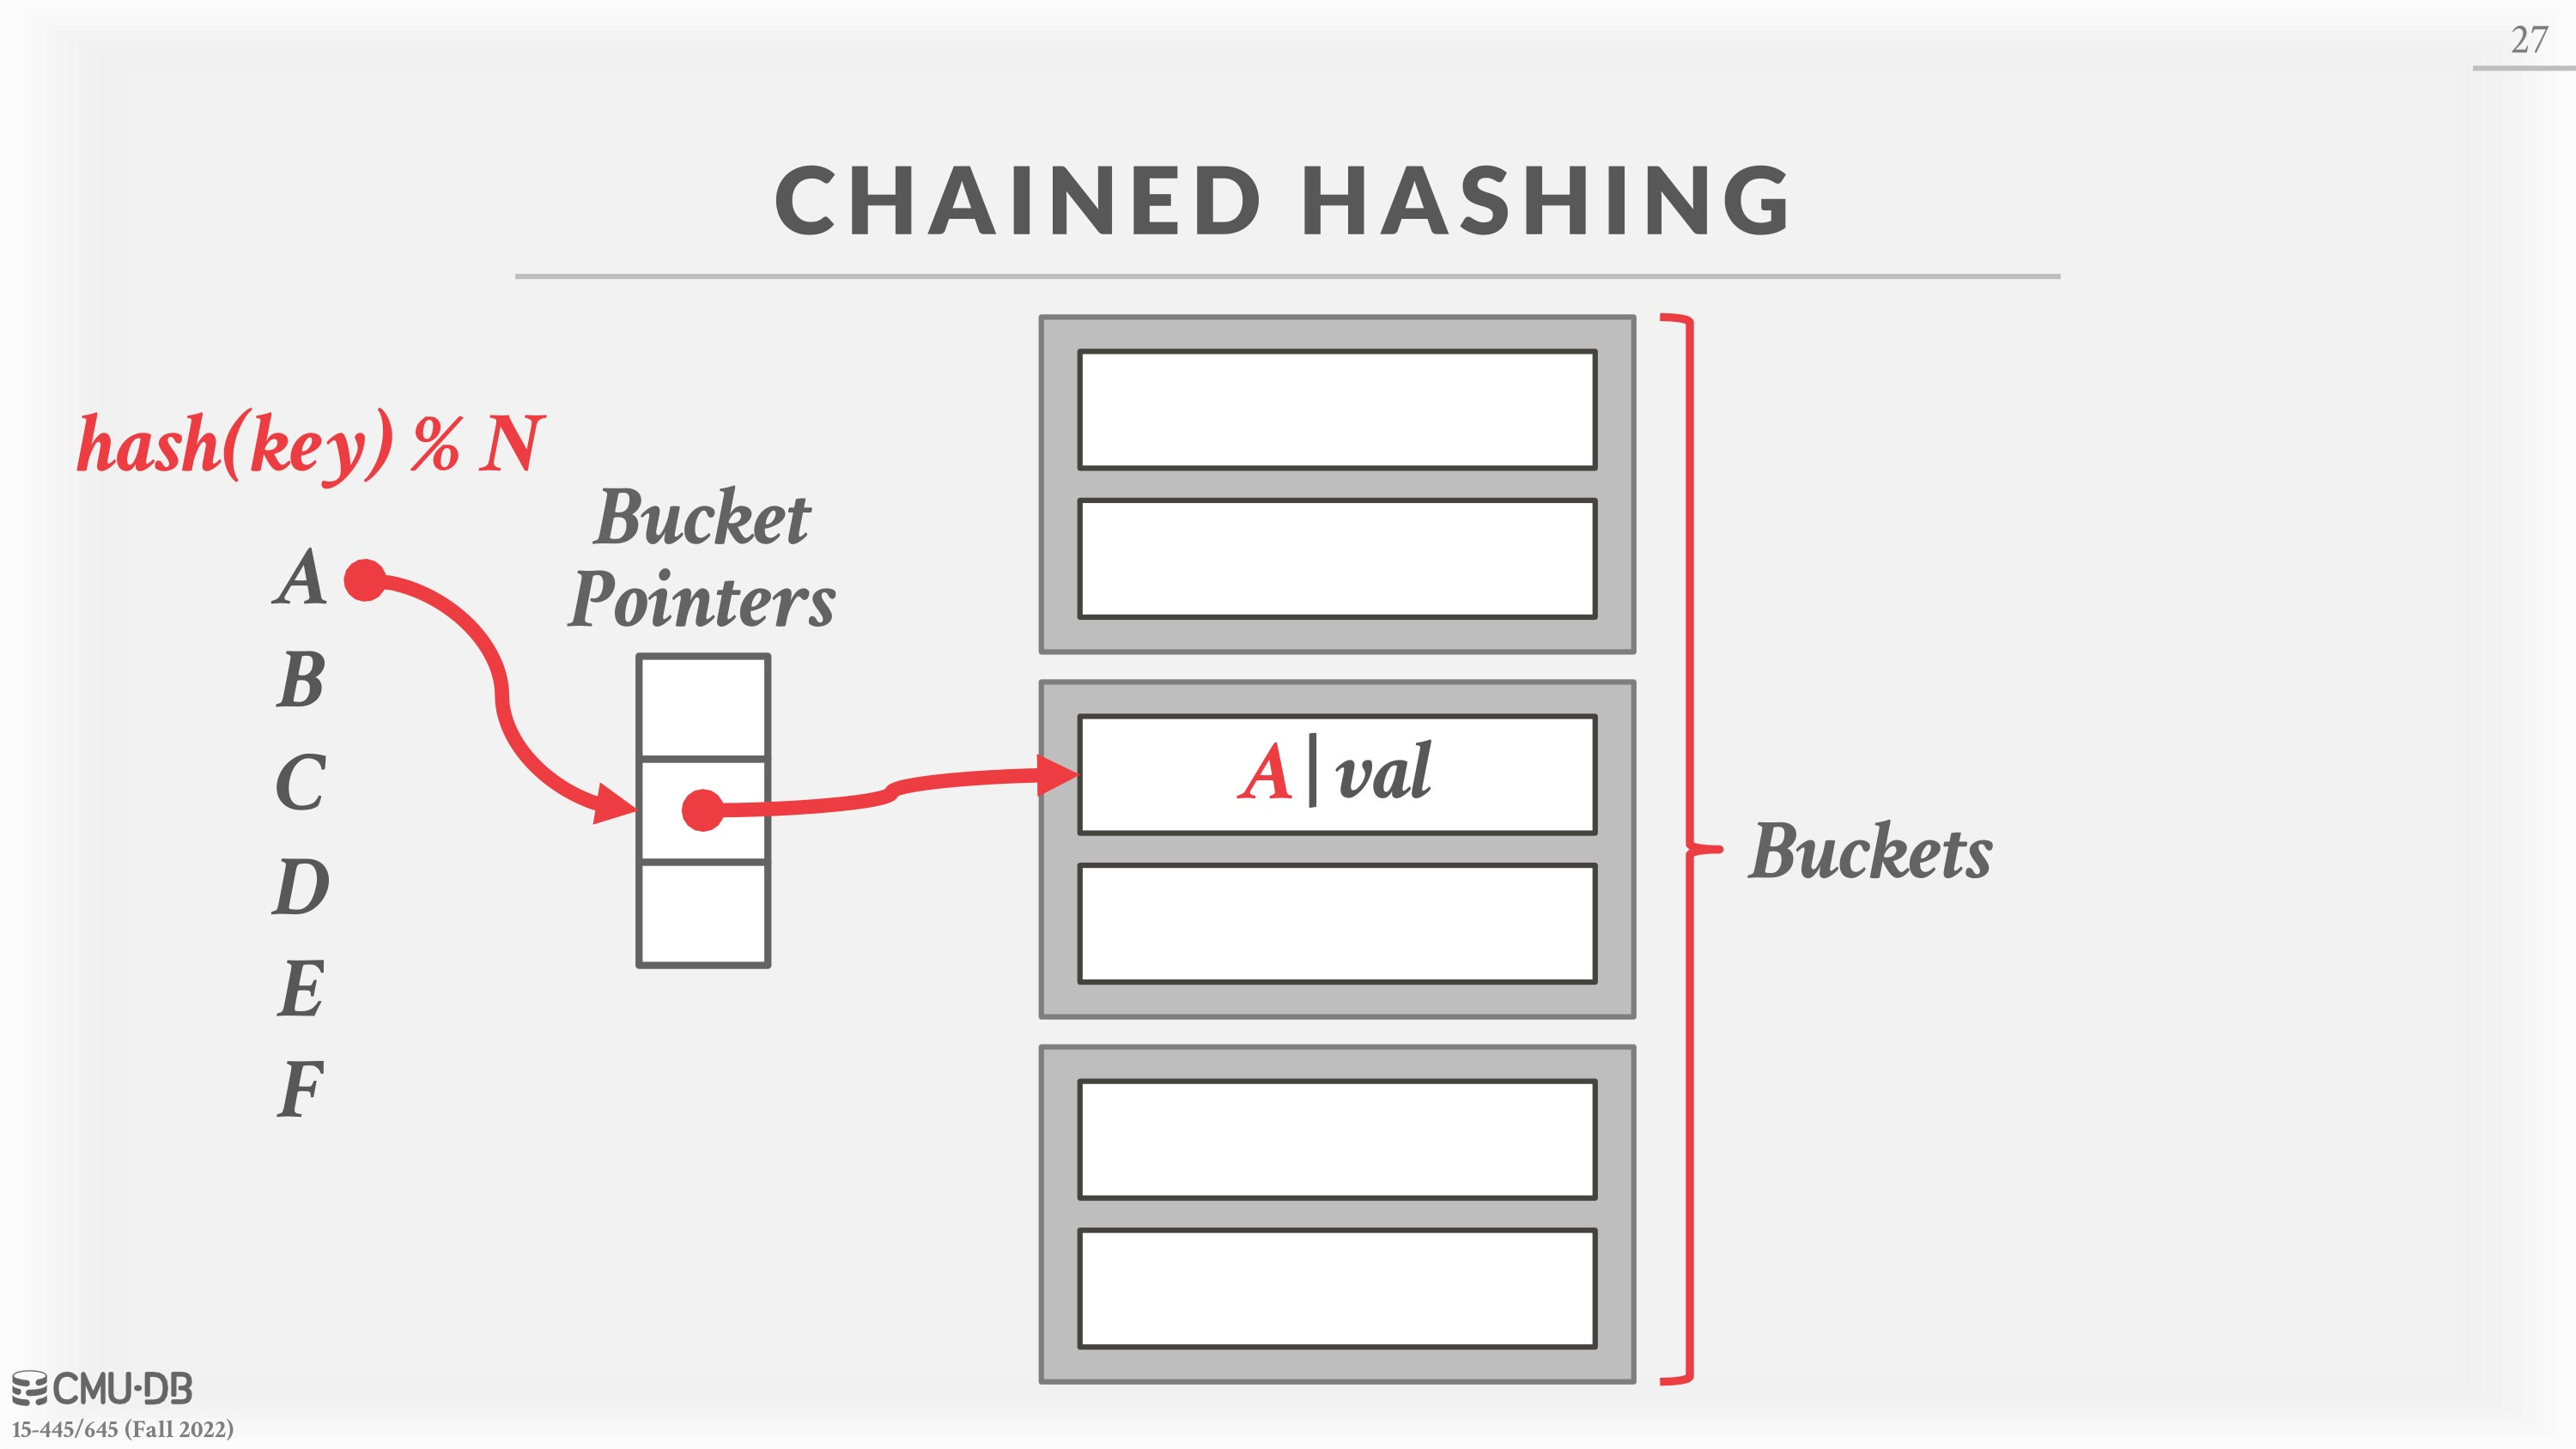 27
CHAINED HASHING
hash(key) % N
Bucket
Pointers
A
B
C
D
E
F
A|val
Buckets
CMU·DB
15-445/645 (Fall 2022)